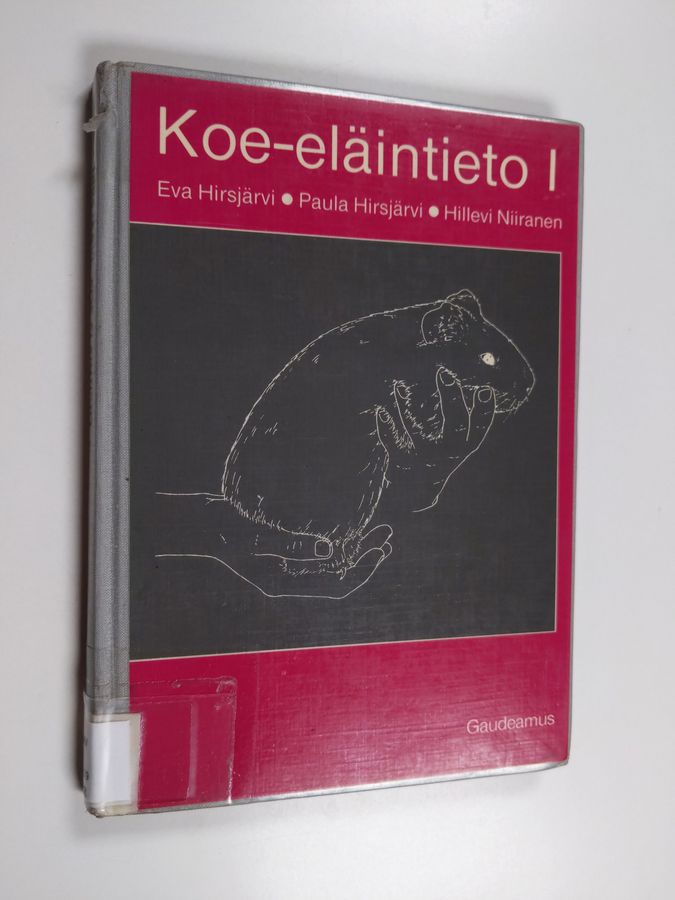 Koe-eläintieto I
Eva Hirsjärvi ● Paula Hirsjärvi ● Hillevi Niiranen
Gaudeamus